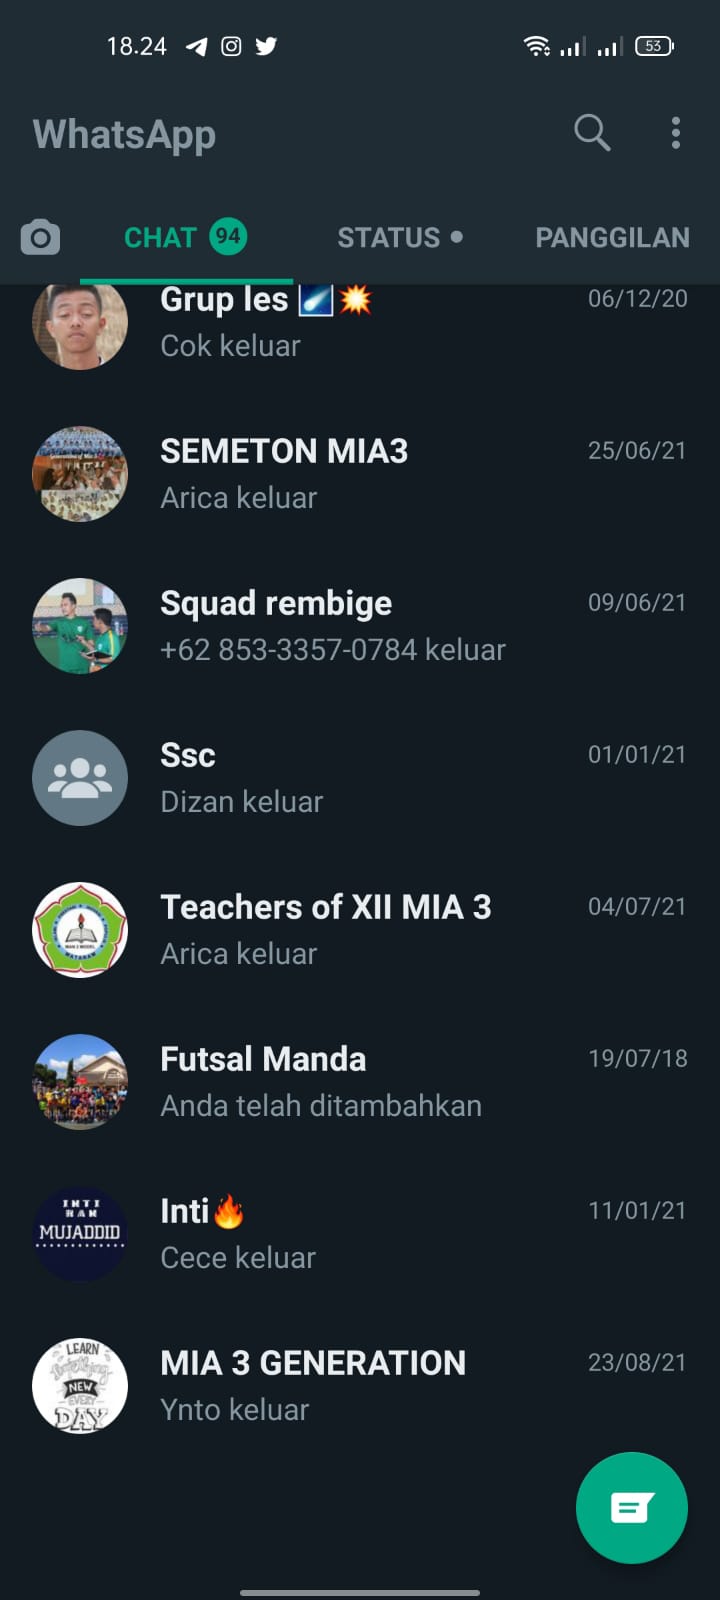 18.24
53
WhatsApp
CHAT 94 STATUS PANGGILAN
Grup les ☄️💥 06/12/20
Cok keluar
SEMETON MIA3 25/06/21
Arica keluar
Squad rembige 09/06/21
+62 853-3357-0784 keluar
Ssc 01/01/21
Dizan keluar
Teachers of XII MIA 3 04/07/21
Arica keluar
MAN 2 MODEL
MATARAM
Futsal Manda 19/07/18
Anda telah ditambahkan
INTI
MUJADDID
Inti🔥 11/01/21
Cece keluar
LEARN
Something
NEW
EVERY
DAY
MIA 3 GENERATION 23/08/21
Ynto keluar